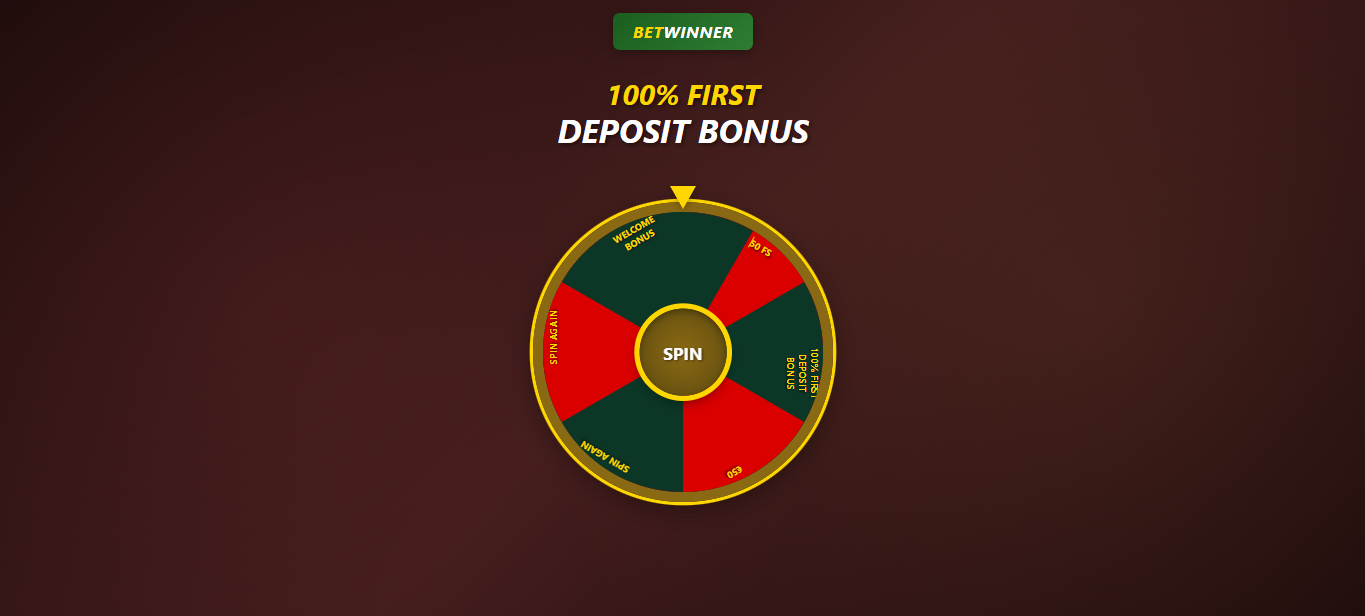 BETWINNER
100% FIRST
DEPOSIT BONUS
WELCOME
BONUS
50 FS
100% FIRST
DEPOSIT
BONUS
€50
SPIN AGAIN
SPIN AGAIN
SPIN